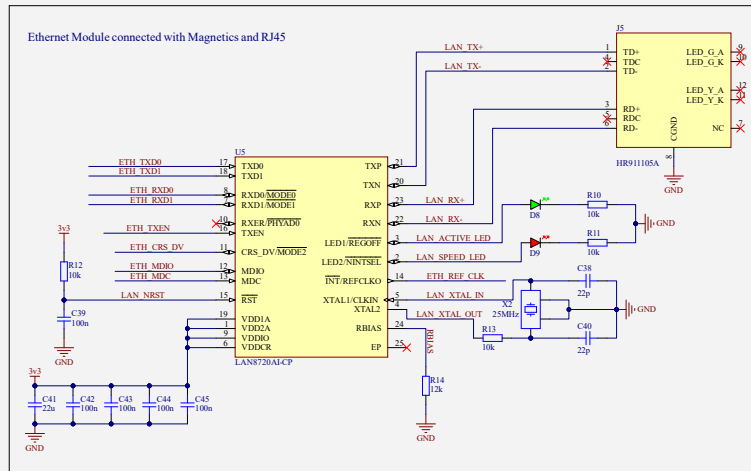 Ethernet Module connected with Magnetics and RJ45
J5
LAN_TX+
1
TD+
LED_G_A
9
4
TDC
LED_G_K
10
LAN_TX-
2
TD-
LED_Y_A
12
LED_Y_K
11
3
RD+
5
RDC
6
RD-
NC
7
CGND
8
HR911105A
GND
U5
ETH_TXD0
17
TXD0
TXP
21
ETH_TXD1
18
TXD1
TXN
20
ETH_RXD0
8
RXD0/MODE0
RXP
23
LAN_RX+
ETH_RXD1
7
RXD1/MODE1
10
RXER/PHYAD0
RXN
22
LAN_RX-
ETH_TXEN
16
TXEN
LED1/REGOFF
3
LAN_ACTIVE_LED
D8
R10
10k
GND
ETH_CRS_DV
11
CRS_DV/MODE2
LED2/NINTSEL
2
LAN_SPEED_LED
D9
R11
10k
3v3
R12
10k
ETH_MDIO
12
MDIO
ETH_MDC
13
MDC
INT/REFCLKO
14
ETH_REF_CLK
C38
22p
LAN_NRST
15
RST
XTAL1/CLKIN
5
LAN_XTAL_IN
X2
25MHz
GND
XTAL2
4
LAN_XTAL_OUT
R13
10k
C40
22p
C39
100n
GND
19
VDD1A
1
VDD2A
9
VDDIO
6
VDDCR
RBIAS
24
RBIAS
EP
25
LAN8720AI-CP
R14
12k
GND
3v3
C41
22u
C42
100n
C43
100n
C44
100n
C45
100n
GND